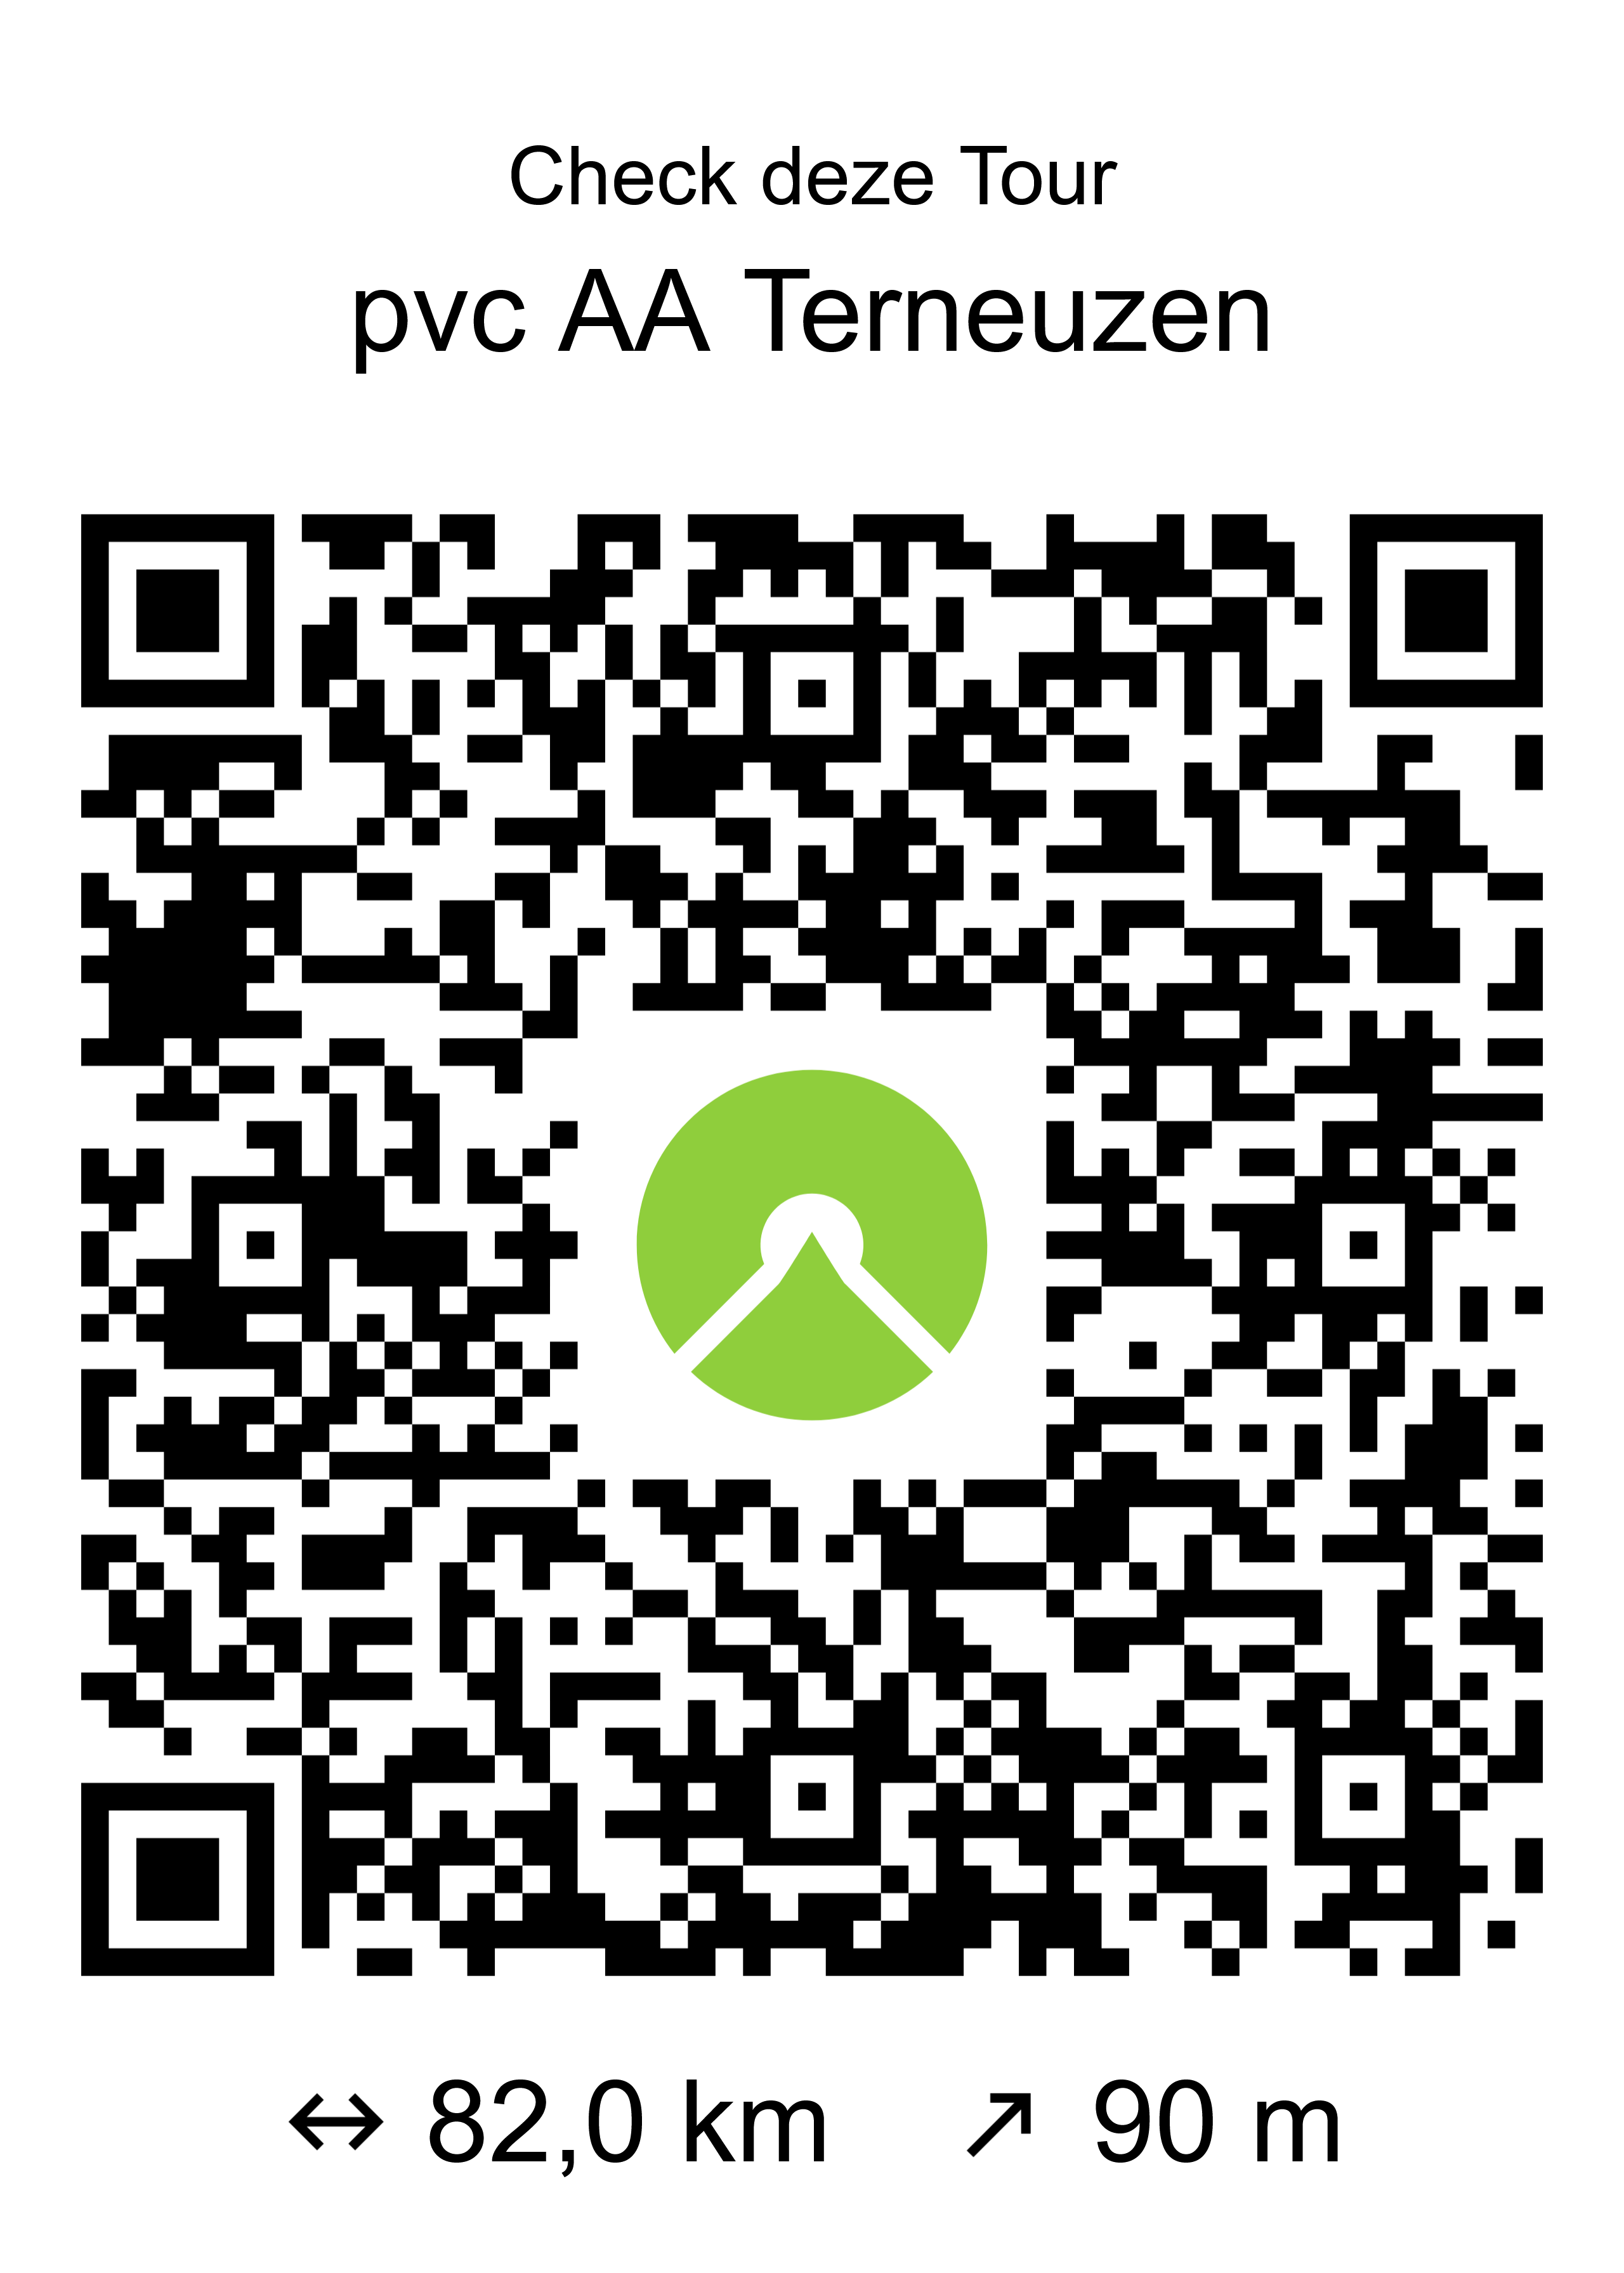 Check deze Tour
pvc AA Terneuzen
↔ 82,0 km ↗ 90 m